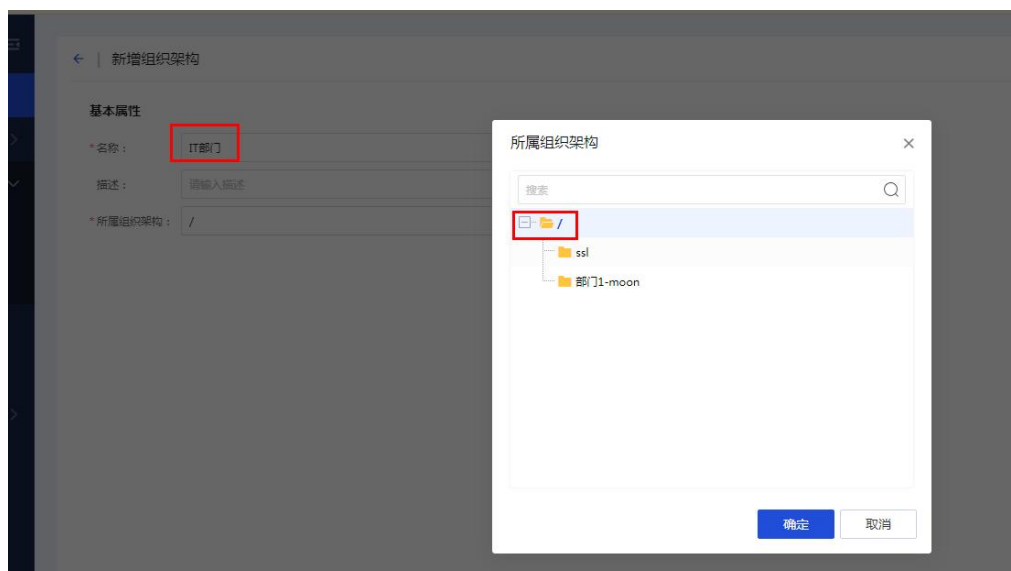 新增组织架构
基本属性
*名称： IT部门
描述： 请输入描述
*所属组织架构： /
所属组织架构
搜索
/
ssl
部门1-moon
确定 取消